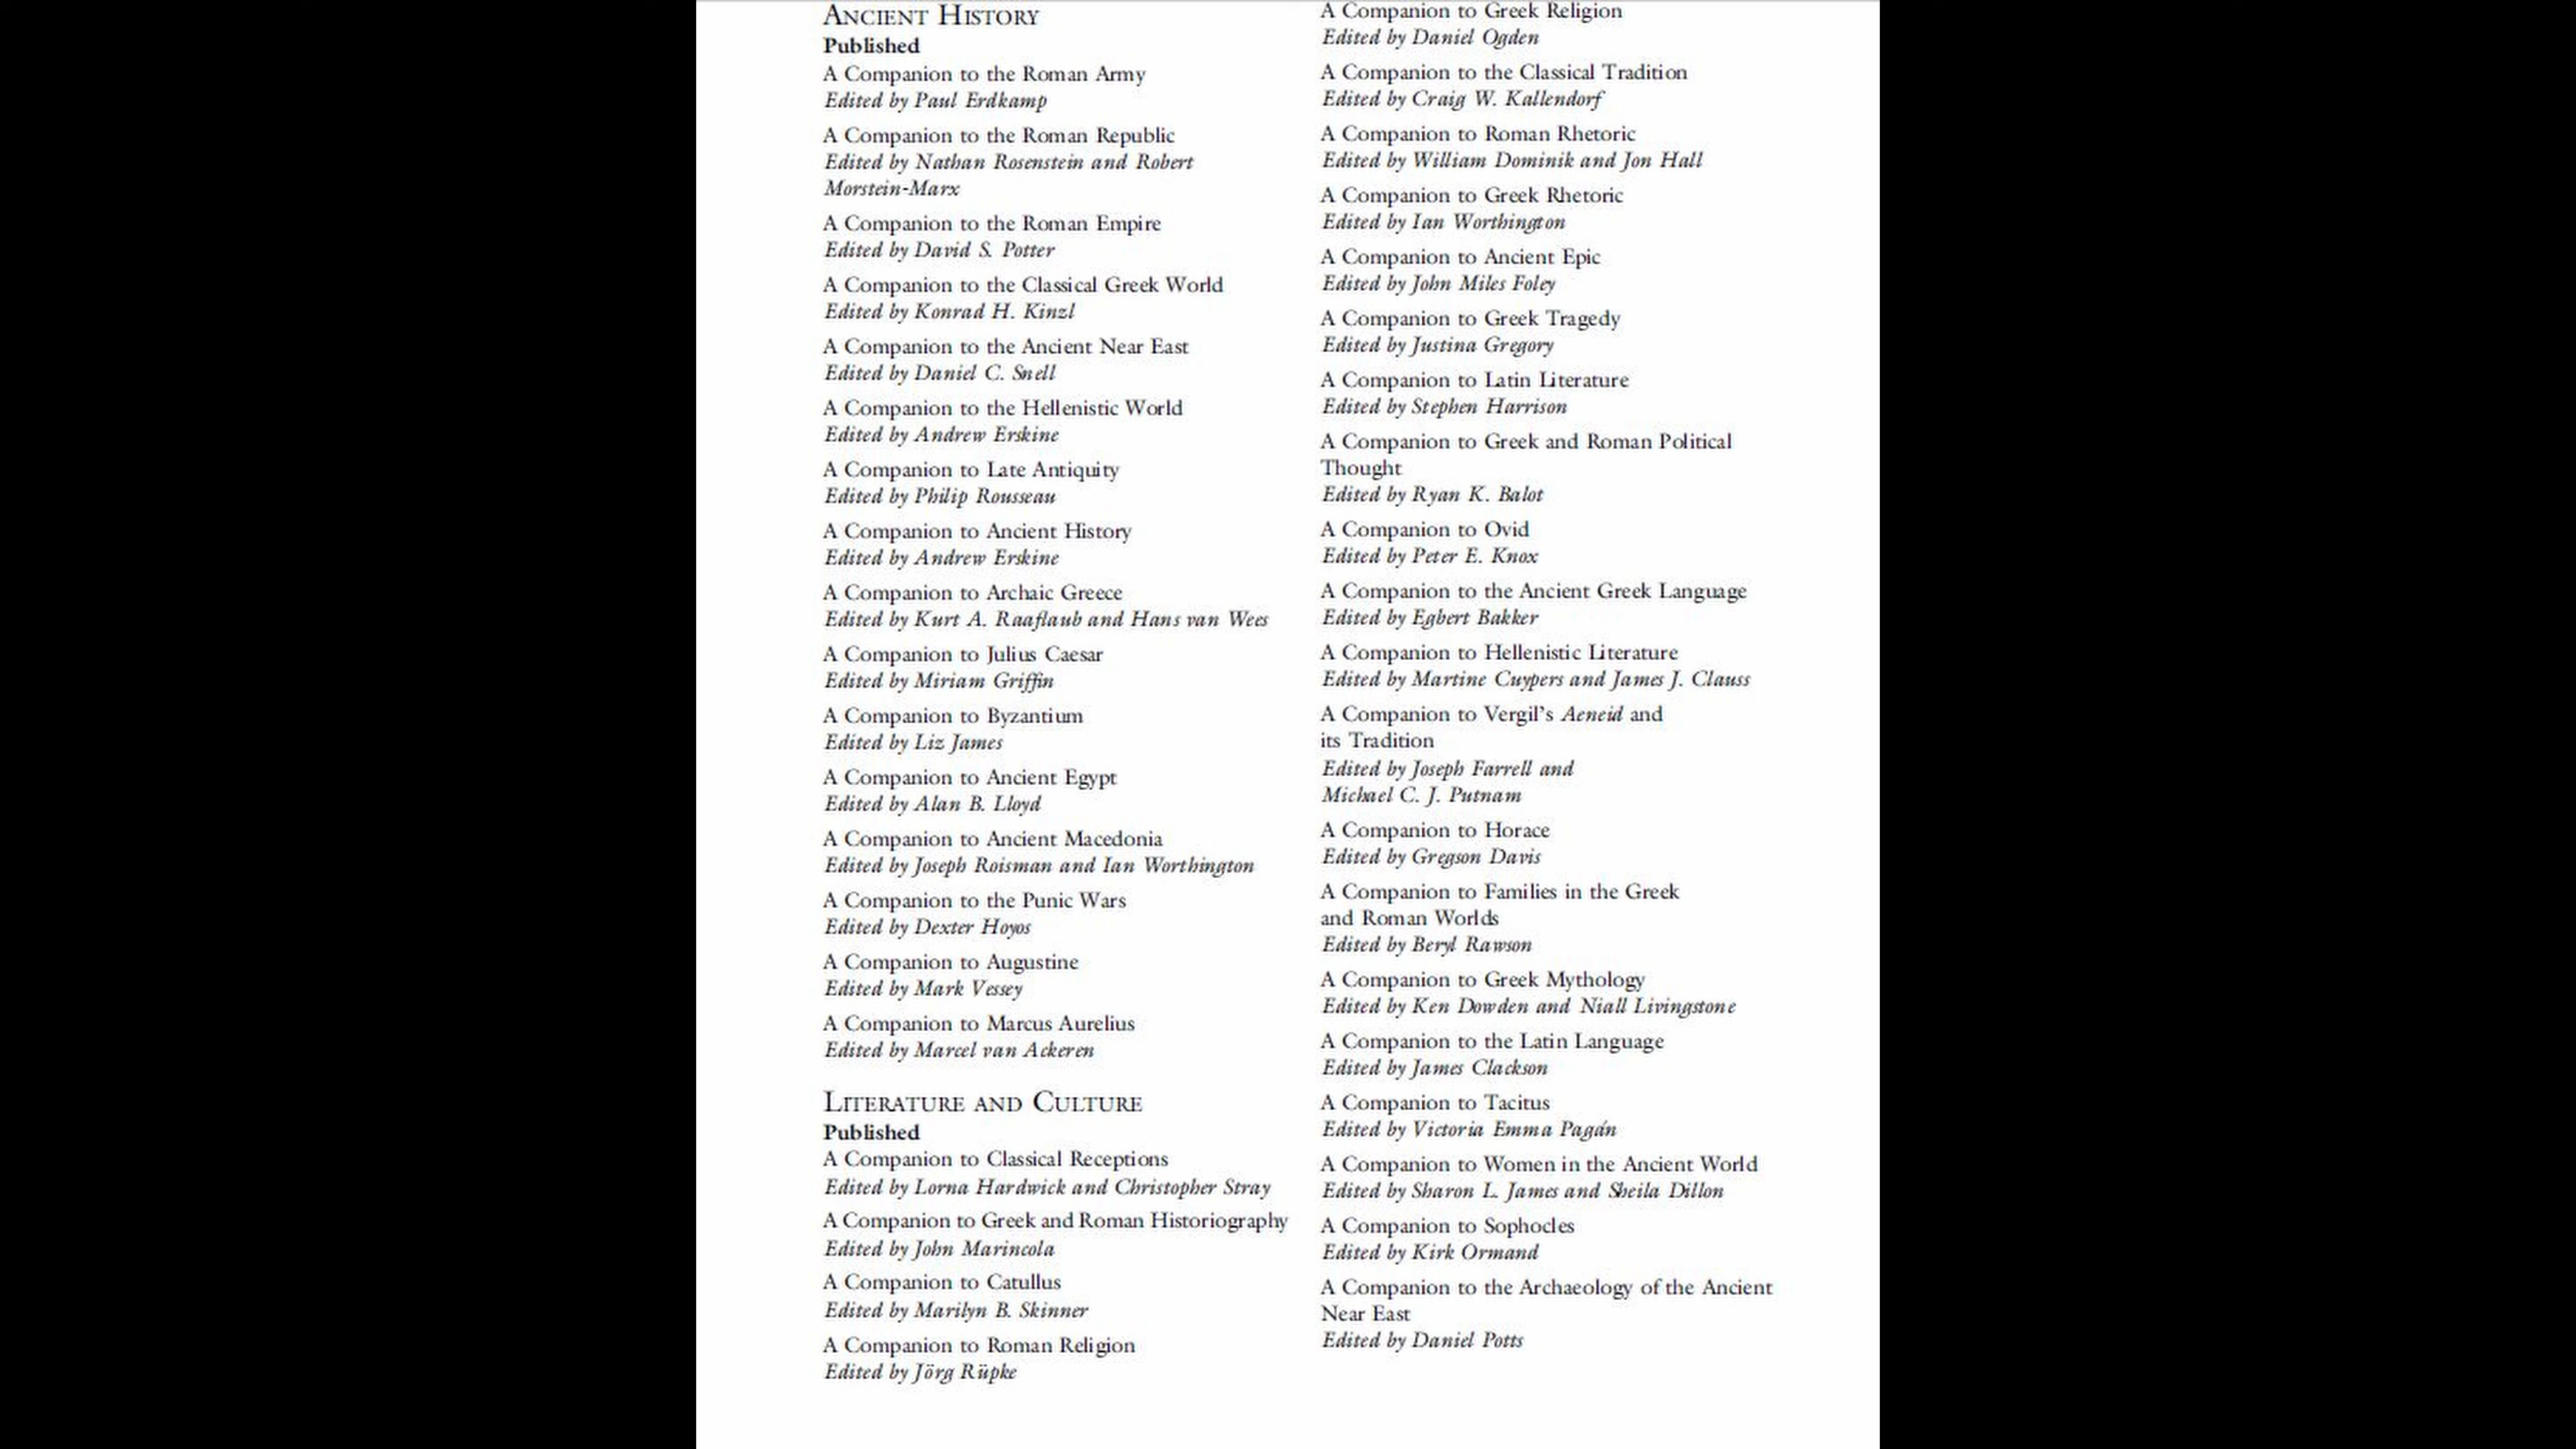 ANCIENT HISTORY
Published
A Companion to the Roman Army
Edited by Paul Erdkamp
A Companion to the Roman Republic
Edited by Nathan Rosenstein and Robert
Morstein-Marx
A Companion to the Roman Empire
Edited by David S. Potter
A Companion to the Classical Greek World
Edited by Konrad H. Kinzl
A Companion to the Ancient Near East
Edited by Daniel C. Snell
A Companion to the Hellenistic World
Edited by Andrew Erskine
A Companion to Late Antiquity
Edited by Philip Rousseau
A Companion to Ancient History
Edited by Andrew Erskine
A Companion to Archaic Greece
Edited by Kurt A. Raaflaub and Hans van Wees
A Companion to Julius Caesar
Edited by Miriam Griffin
A Companion to Byzantium
Edited by Liz James
A Companion to Ancient Egypt
Edited by Alan B. Lloyd
A Companion to Ancient Macedonia
Edited by Joseph Roisman and Ian Worthington
A Companion to the Punic Wars
Edited by Dexter Hoyos
A Companion to Augustine
Edited by Mark Vessey
A Companion to Marcus Aurelius
Edited by Marcel van Ackeren
LITERATURE AND CULTURE
Published
A Companion to Classical Receptions
Edited by Lorna Hardwick and Christopher Stray
A Companion to Greek and Roman Historiography
Edited by John Marincola
A Companion to Catullus
Edited by Marilyn B. Skinner
A Companion to Roman Religion
Edited by Jörg Rüpke
A Companion to Greek Religion
Edited by Daniel Ogden
A Companion to the Classical Tradition
Edited by Craig W. Kallendorf
A Companion to Roman Rhetoric
Edited by William Dominik and Jon Hall
A Companion to Greek Rhetoric
Edited by Ian Worthington
A Companion to Ancient Epic
Edited by John Miles Foley
A Companion to Greek Tragedy
Edited by Justina Gregory
A Companion to Latin Literature
Edited by Stephen Harrison
A Companion to Greek and Roman Political
Thought
Edited by Ryan K. Balot
A Companion to Ovid
Edited by Peter E. Knox
A Companion to the Ancient Greek Language
Edited by Egbert Bakker
A Companion to Hellenistic Literature
Edited by Martine Cuypers and James J. Clauss
A Companion to Vergil's Aeneid and
its Tradition
Edited by Joseph Farrell and
Michael C. J. Putnam
A Companion to Horace
Edited by Gregson Davis
A Companion to Families in the Greek
and Roman Worlds
Edited by Beryl Rawson
A Companion to Greek Mythology
Edited by Ken Dowden and Niall Livingstone
A Companion to the Latin Language
Edited by James Clackson
A Companion to Tacitus
Edited by Victoria Emma Pagán
A Companion to Women in the Ancient World
Edited by Sharon L. James and Sheila Dillon
A Companion to Sophocles
Edited by Kirk Ormand
A Companion to the Archaeology of the Ancient
Near East
Edited by Daniel Potts